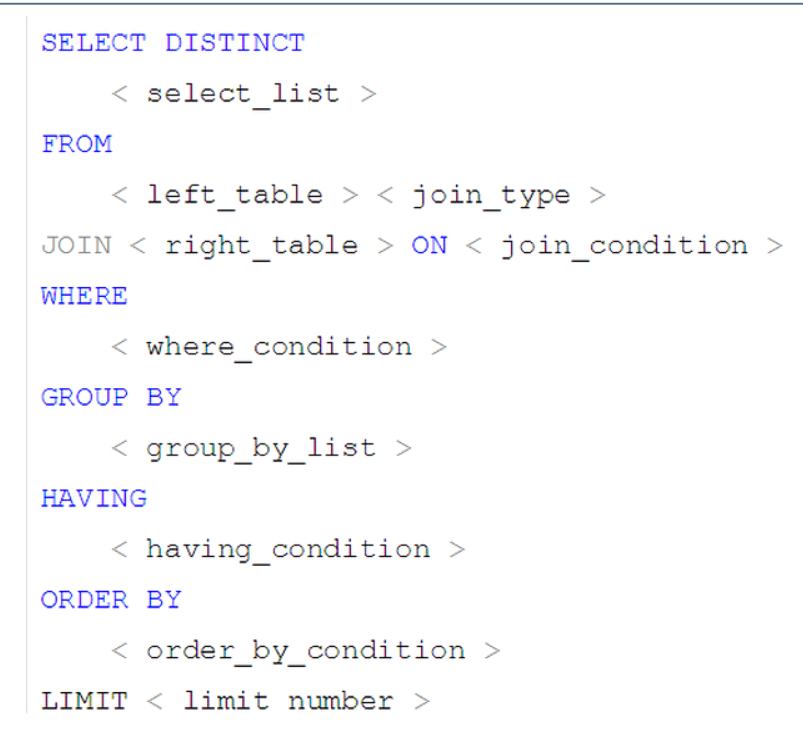 SELECT DISTINCT
< select_list >
FROM
< left_table > < join_type >
JOIN < right_table > ON < join_condition >
WHERE
< where_condition >
GROUP BY
< group_by_list >
HAVING
< having_condition >
ORDER BY
< order_by_condition >
LIMIT < limit number >